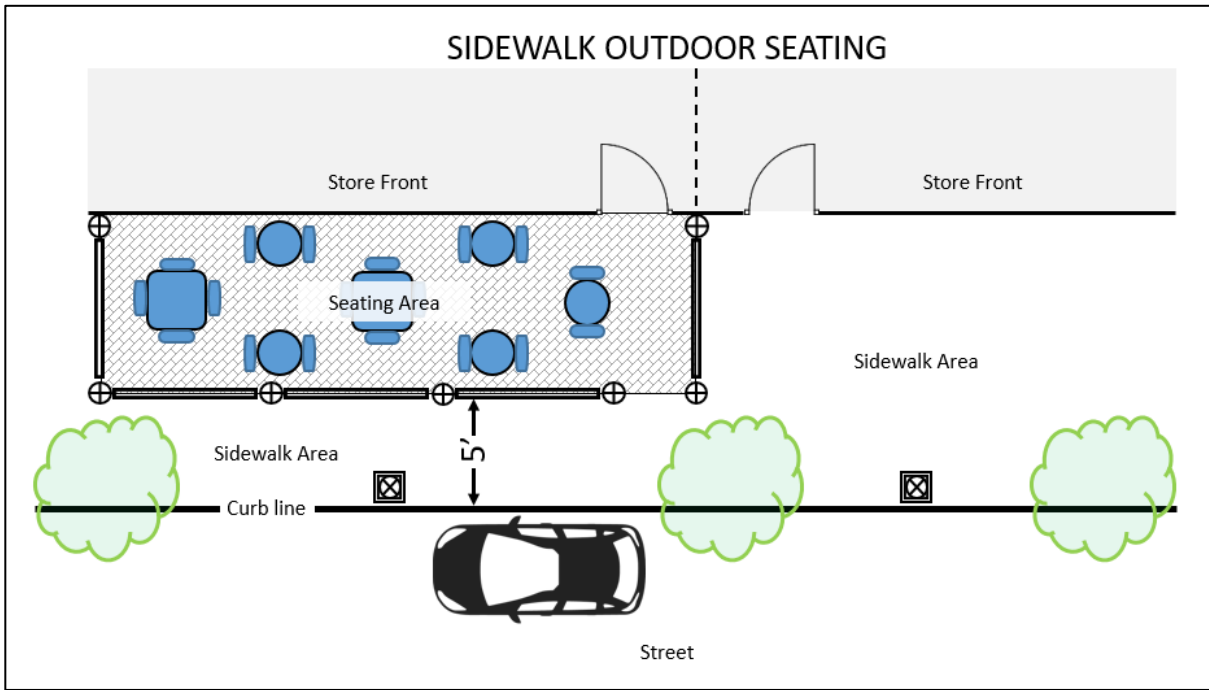 SIDEWALK OUTDOOR SEATING
Store Front
Store Front
Seating Area
Sidewalk Area
Sidewalk Area
5'
Curb line
Street